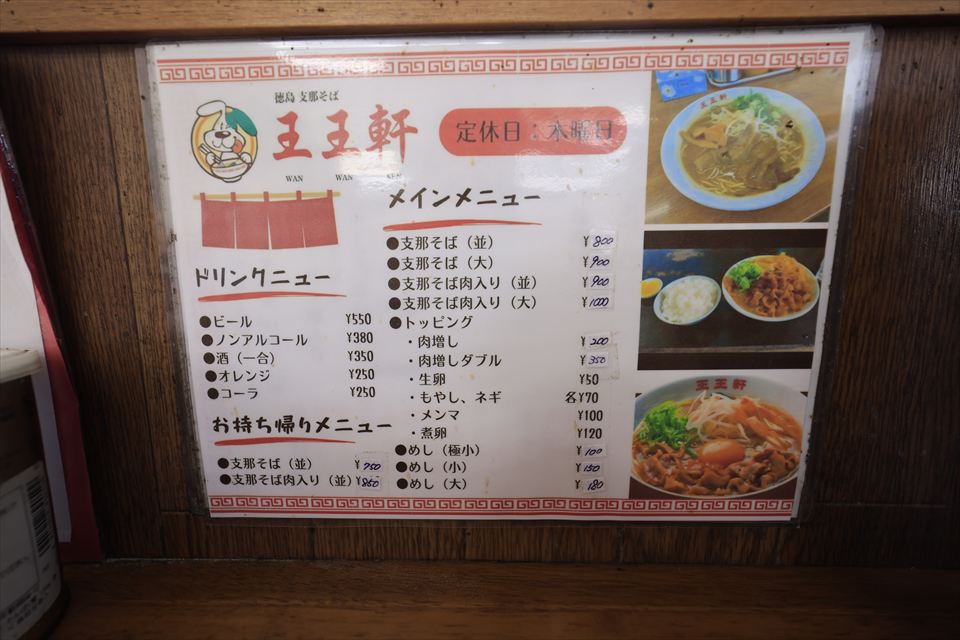 徳島 支那そば
王王軒
WAN WAN KEN
定休日：木曜日
メインメニュー
●支那そば（並） ¥800
●支那そば（大） ¥900
●支那そば肉入り（並） ¥900
●支那そば肉入り（大） ¥1000
●トッピング
・肉増し ¥200
・肉増しダブル ¥350
・生卵 ¥50
・もやし、ネギ 各¥70
・メンマ ¥100
・煮卵 ¥120
●めし（極小） ¥100
●めし（小） ¥150
●めし（大） ¥180
ドリンクニュー
●ビール ¥550
●ノンアルコール ¥380
●酒（一合） ¥350
●オレンジ ¥250
●コーラ ¥250
お持ち帰りメニュー
●支那そば（並） ¥750
●支那そば肉入り（並） ¥850
王王軒
王王軒